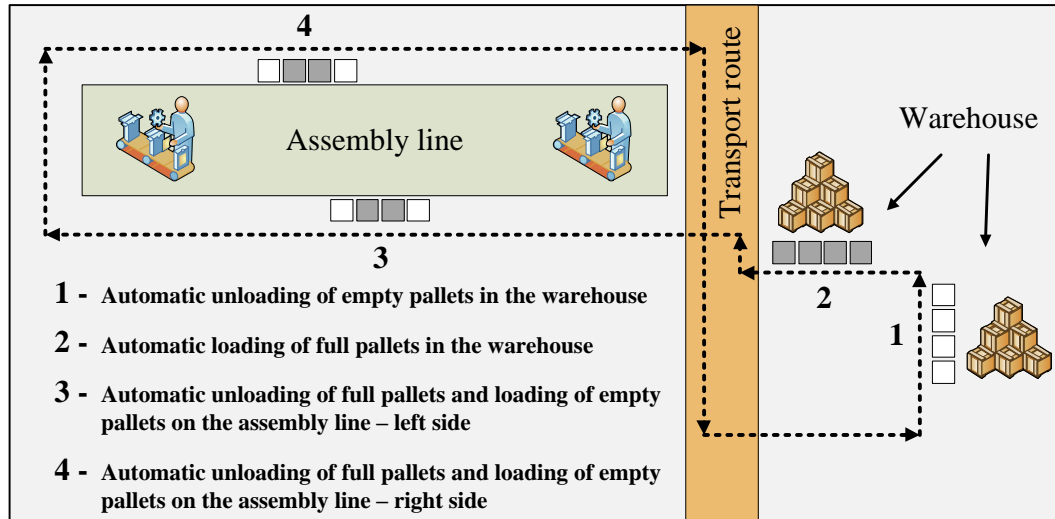 4
Assembly line
Transport route
Warehouse
3
2
1
1 - Automatic unloading of empty pallets in the warehouse
2 - Automatic loading of full pallets in the warehouse
3 - Automatic unloading of full pallets and loading of empty
pallets on the assembly line – left side
4 - Automatic unloading of full pallets and loading of empty
pallets on the assembly line – right side